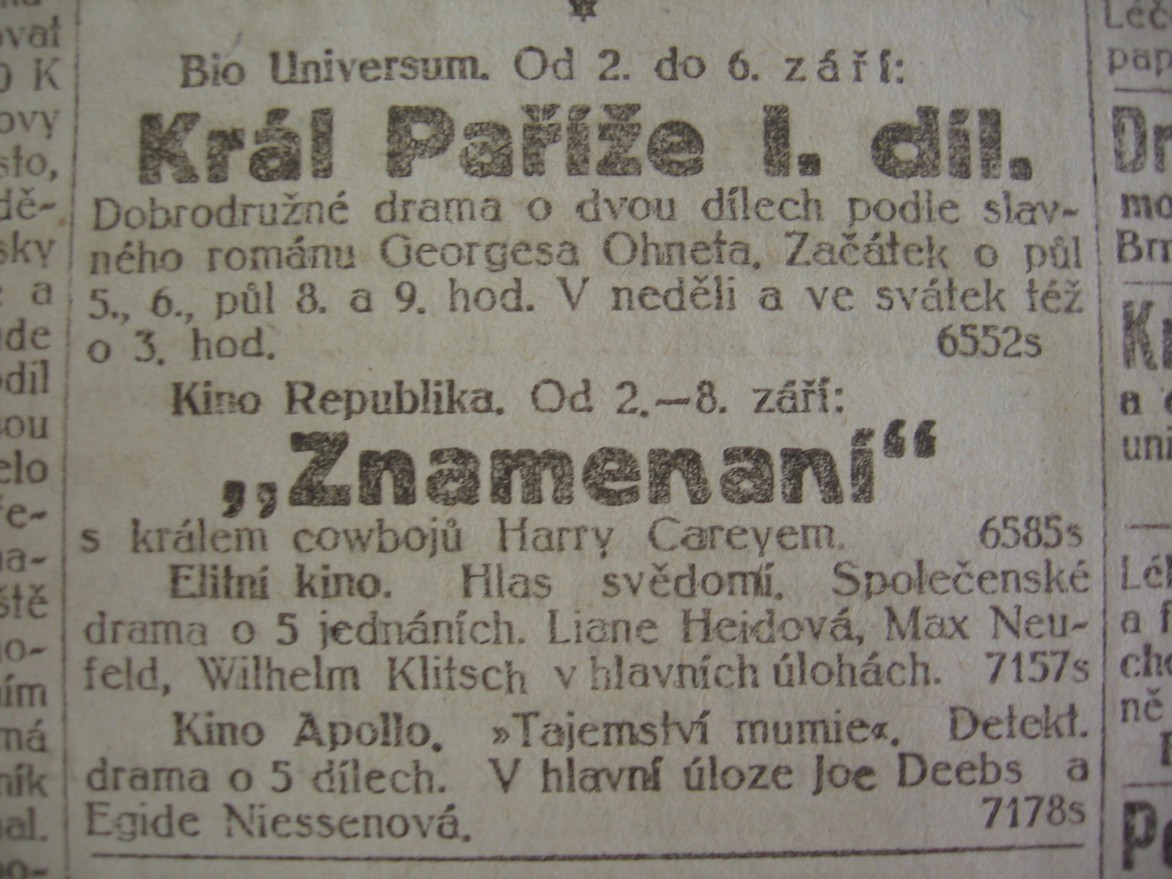 Bio Universum. Od 2. do 6. září:
Král Paříže I. díl.
Dobrodružné drama o dvou dílech podle slav-
ného románu Georgesa Ohneta. Začátek o půl
5., 6., půl 8. a 9. hod. V neděli a ve svátek též
o 3. hod. 6552s
Kino Republika. Od 2.—8. září:
„Znamenaní“
s králem cowbojů Harry Careyem. 6585s
Elitní kino. Hlas svědomí. Společenské
drama o 5 jednáních. Liane Heidová, Max Neu-
feld, Wilhelm Klitsch v hlavních úlohách. 7157s
Kino Apollo. »Tajemství mumie«. Detekt.
drama o 5 dílech. V hlavní úloze Joe Deebs a
Egide Niessenová. 7178s